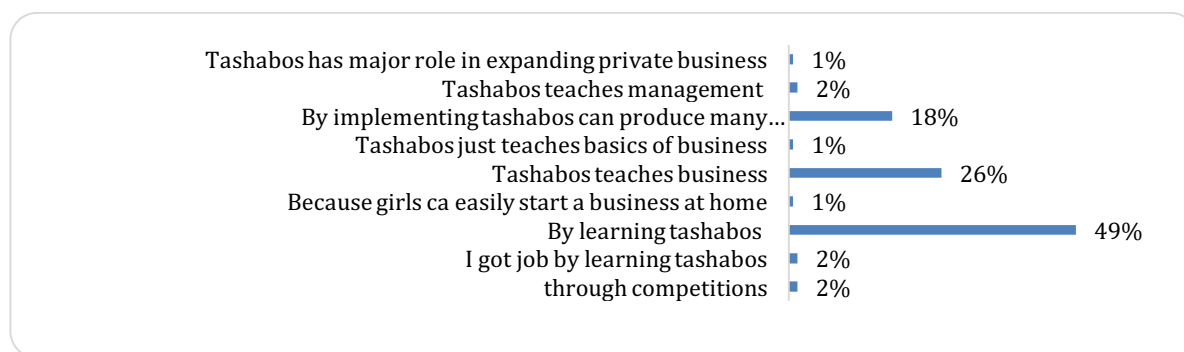 Tashabos has major role in expanding private business 1%
Tashabos teaches management 2%
By implementing tashabos can produce many... 18%
Tashabos just teaches basics of business 1%
Tashabos teaches business 26%
Because girls ca easily start a business at home 1%
By learning tashabos 49%
I got job by learning tashabos 2%
through competitions 2%